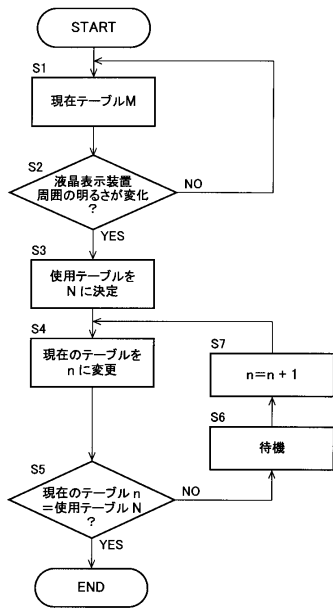 START
S1
現在テーブルM
S2
液晶表示装置
周囲の明るさが変化
?
NO
YES
S3
使用テーブルを
Nに決定
S4
現在のテーブルを
nに変更
S7
n=n+1
S6
待機
S5
現在のテーブルn
=使用テーブルN
?
NO
YES
END